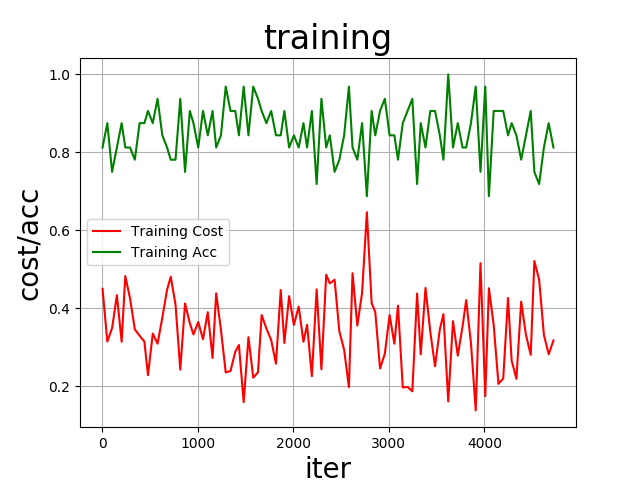 training
1.0
0.8
0.6
0.4
0.2
cost/acc
Training Cost
Training Acc
0 1000 2000 3000 4000
iter